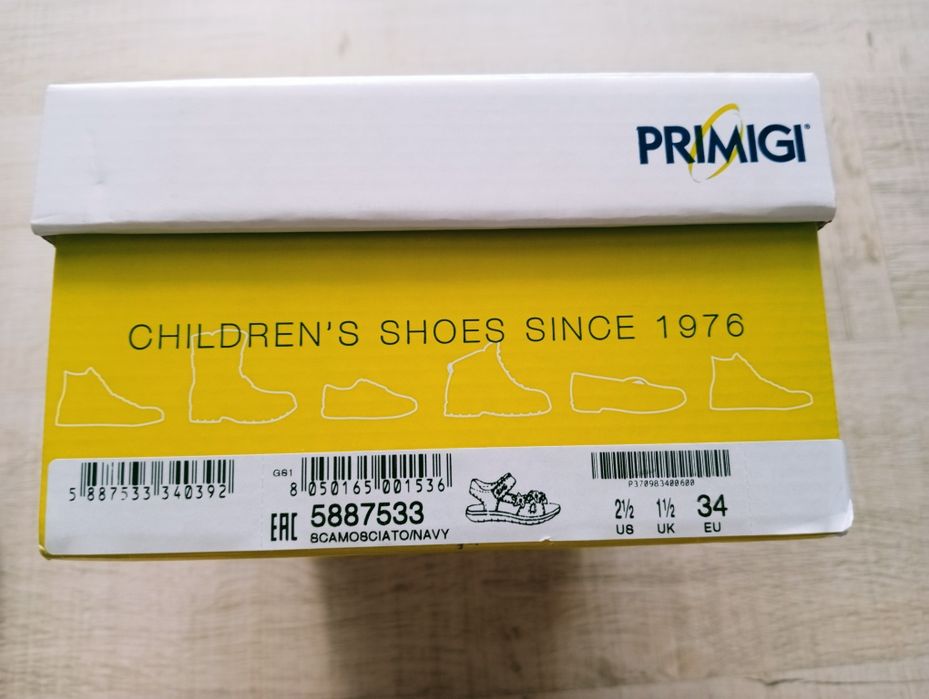 PRIMIGI®
CHILDREN'S SHOES SINCE 1976
5 887533 340392
GS1
8 050165 001536
EAC 5887533
SCAMOSCIATO/NAVY
P370983400600
2½ 1½ 34
US UK EU